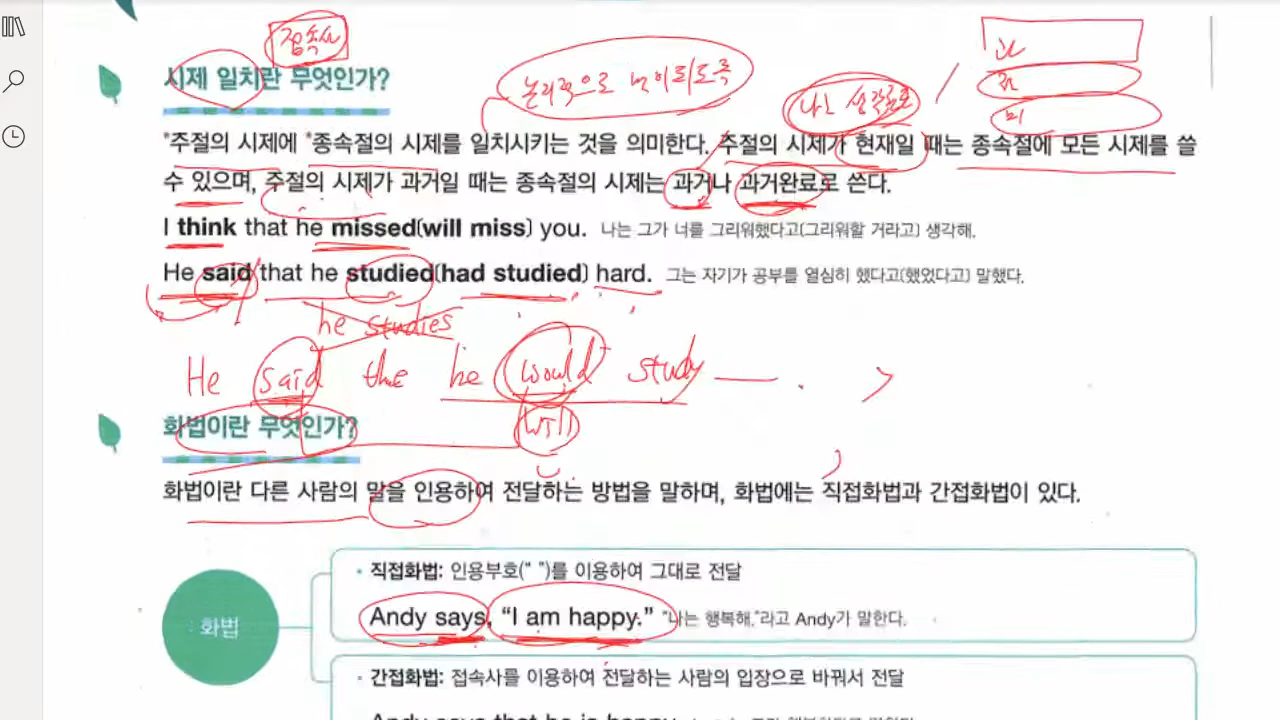 접속사
시제 일치란 무엇인가?
논리적으로 말이 되도록
나는 생각한다
과
현
미
*주절의 시제에 *종속절의 시제를 일치시키는 것을 의미한다. 주절의 시제가 현재일 때는 종속절에 모든 시제를 쓸
수 있으며, 주절의 시제가 과거일 때는 종속절의 시제는 과거나 과거완료로 쓴다.
I think that he missed(will miss) you. 나는 그가 너를 그리워했다고(그리워할 거라고) 생각해.
He said that he studied(had studied) hard. 그는 자기가 공부를 열심히 했다고(했었다고) 말했다.
he studies
He said that he would study
will
화법이란 무엇인가?
화법이란 다른 사람의 말을 인용하여 전달하는 방법을 말하며, 화법에는 직접화법과 간접화법이 있다.
화법
• 직접화법: 인용부호(" ")를 이용하여 그대로 전달
Andy says, "I am happy." "나는 행복해."라고 Andy가 말한다.
• 간접화법: 접속사를 이용하여 전달하는 사람의 입장으로 바꿔서 전달
Andy says that he is happy.